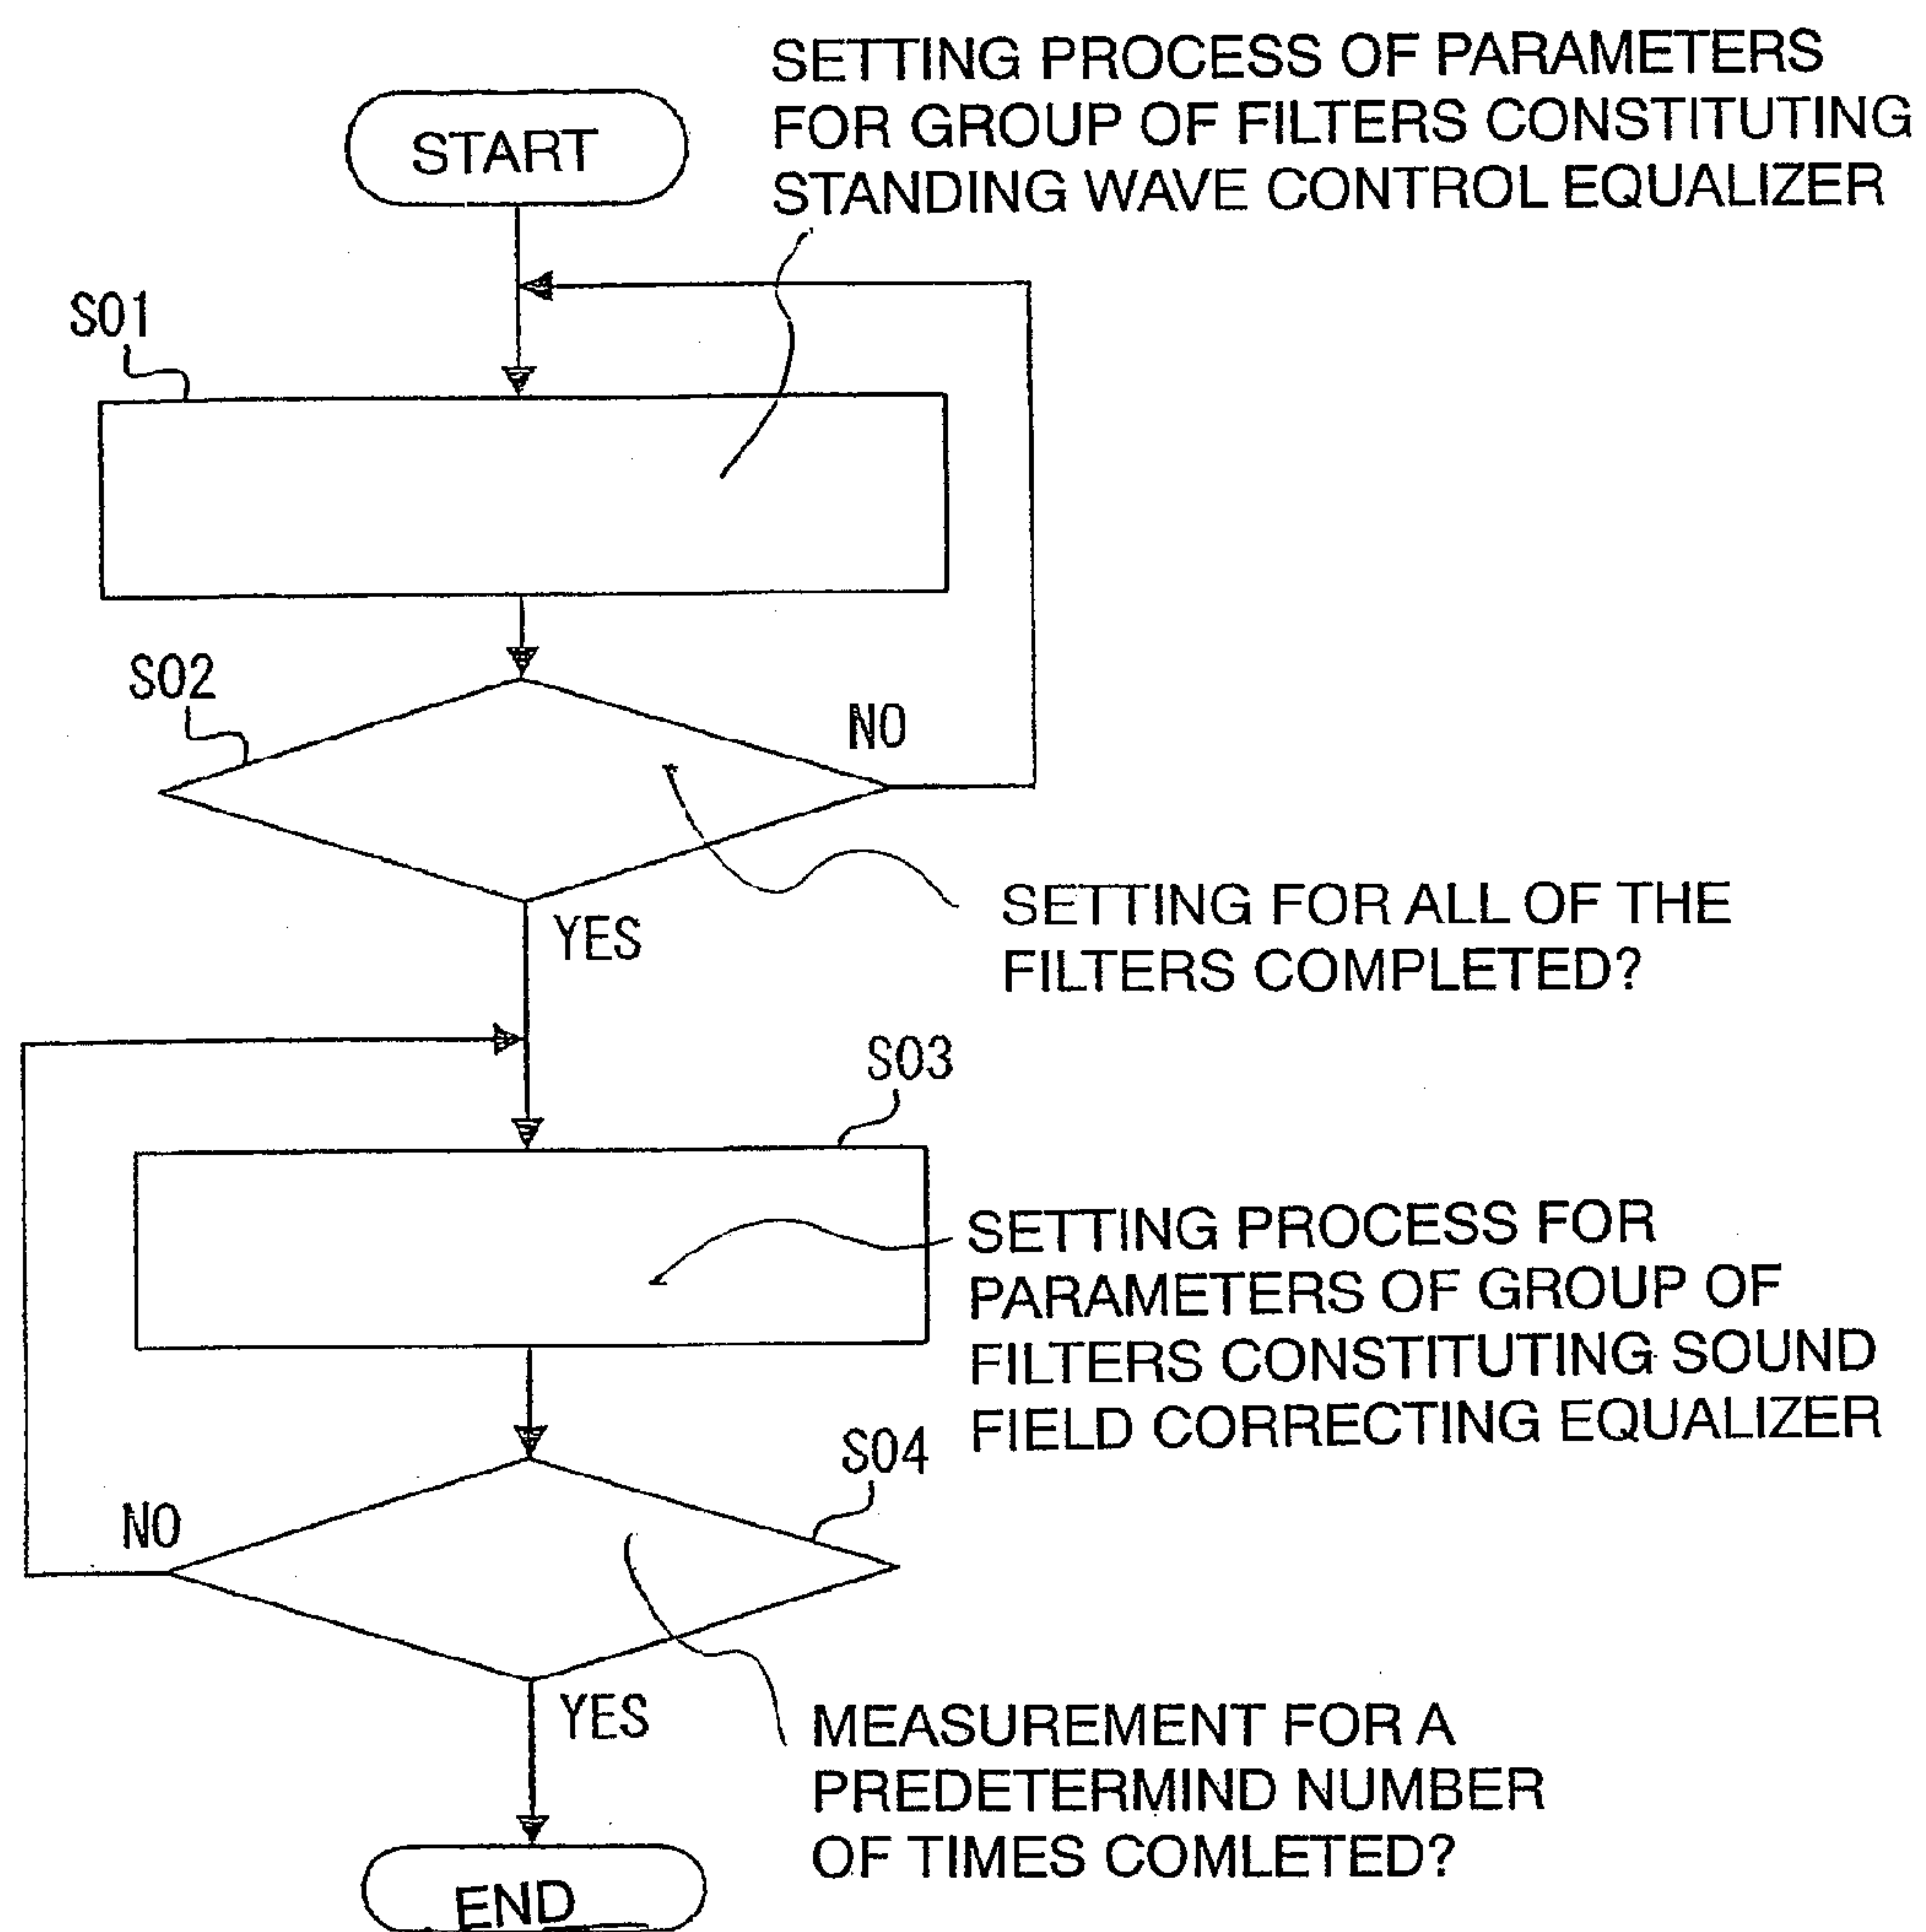 SETTING PROCESS OF PARAMETERS
FOR GROUP OF FILTERS CONSTITUTING
STANDING WAVE CONTROL EQUALIZER
START
S01
S02
NO
SETTING FOR ALL OF THE
FILTERS COMPLETED?
YES
S03
SETTING PROCESS FOR
PARAMETERS OF GROUP OF
FILTERS CONSTITUTING SOUND
FIELD CORRECTING EQUALIZER
S04
NO
YES
MEASUREMENT FOR A
PREDETERMIND NUMBER
OF TIMES COMLETED?
END